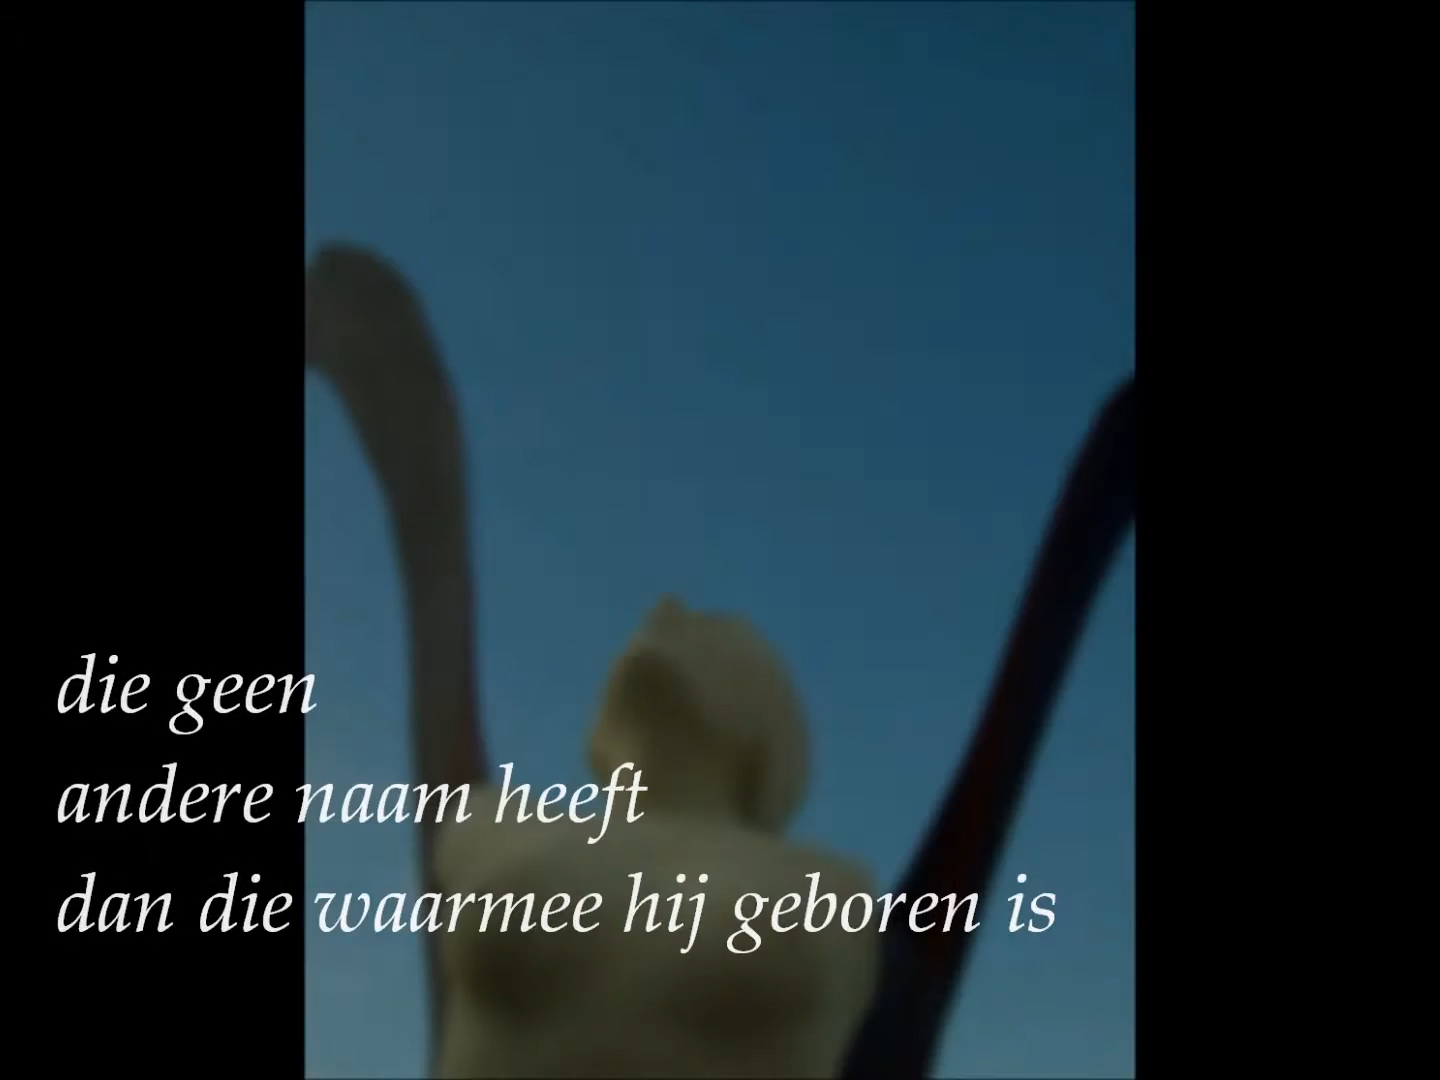 die geen
andere naam heeft
dan die waarmee hij geboren is